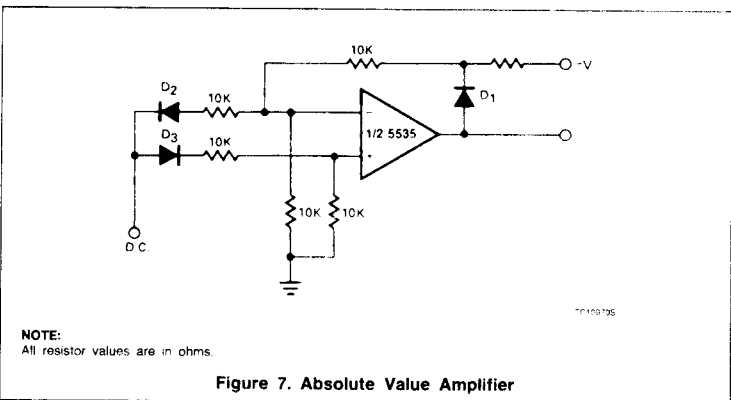 10K
-V
D2
10K
D1
D3
10K
1/2 5535
-
+
10K
10K
D.C.
NOTE:
All resistor values are in ohms.
Figure 7. Absolute Value Amplifier